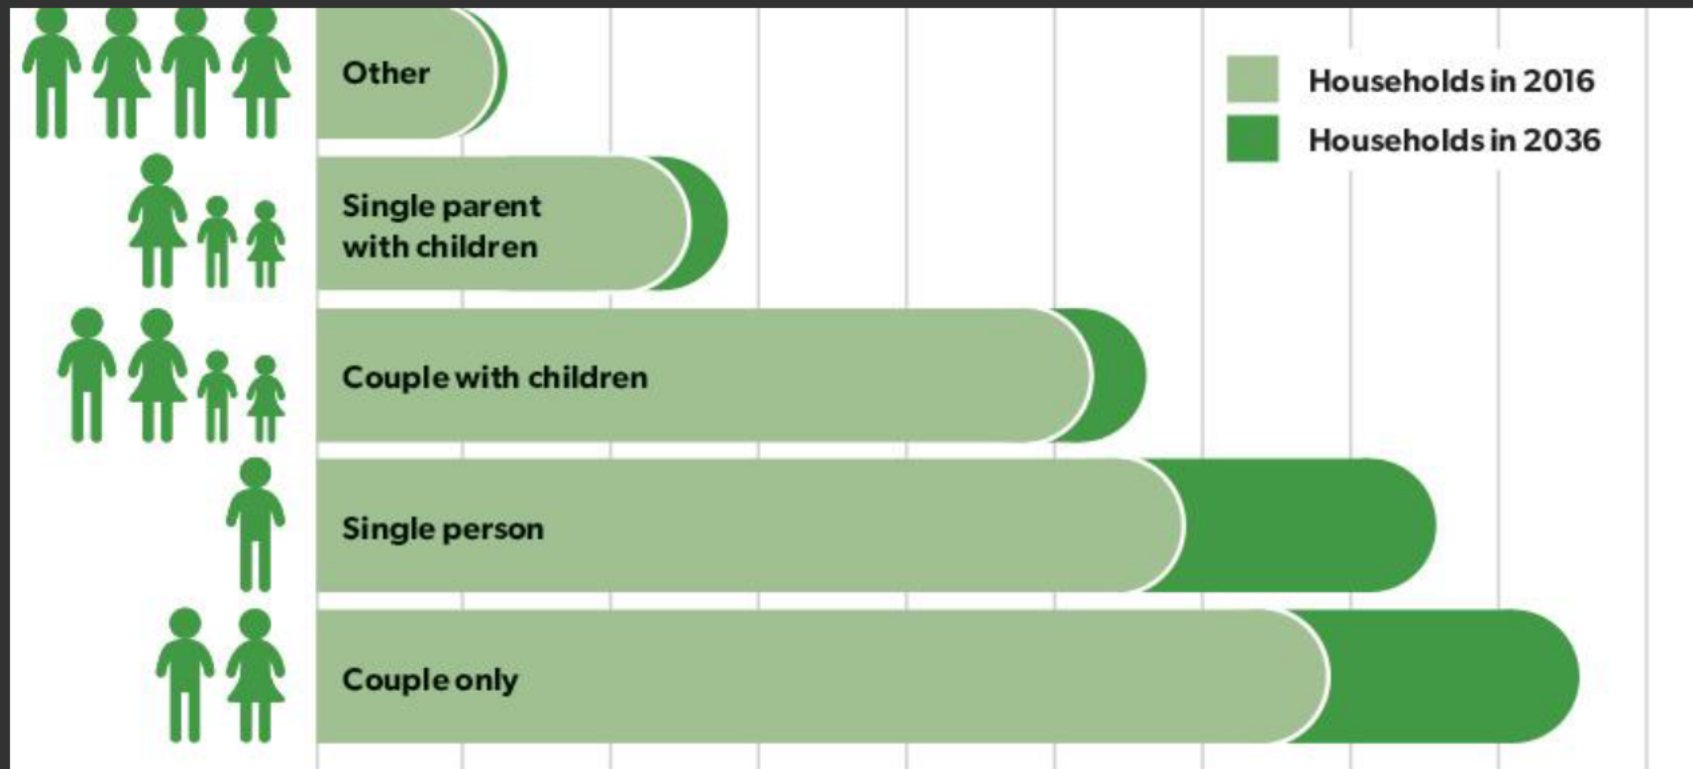 Other
Households in 2016
Households in 2036
Single parent
with children
Couple with children
Single person
Couple only